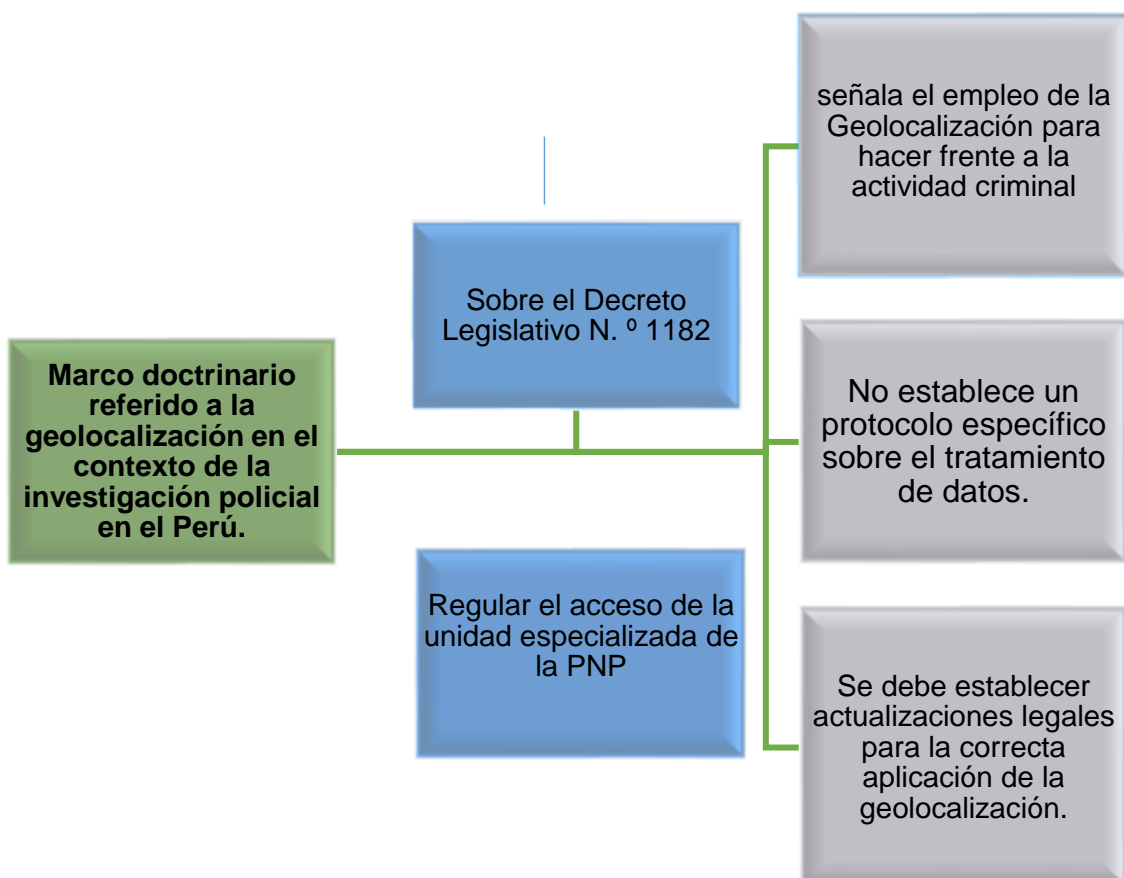 Marco doctrinario
referido a la
geolocalización en el
contexto de la
investigación policial
en el Perú.
Sobre el Decreto
Legislativo N. º 1182
Regular el acceso de la
unidad especializada de
la PNP
señala el empleo de la
Geolocalización para
hacer frente a la
actividad criminal
No establece un
protocolo específico
sobre el tratamiento
de datos.
Se debe establecer
actualizaciones legales
para la correcta
aplicación de la
geolocalización.